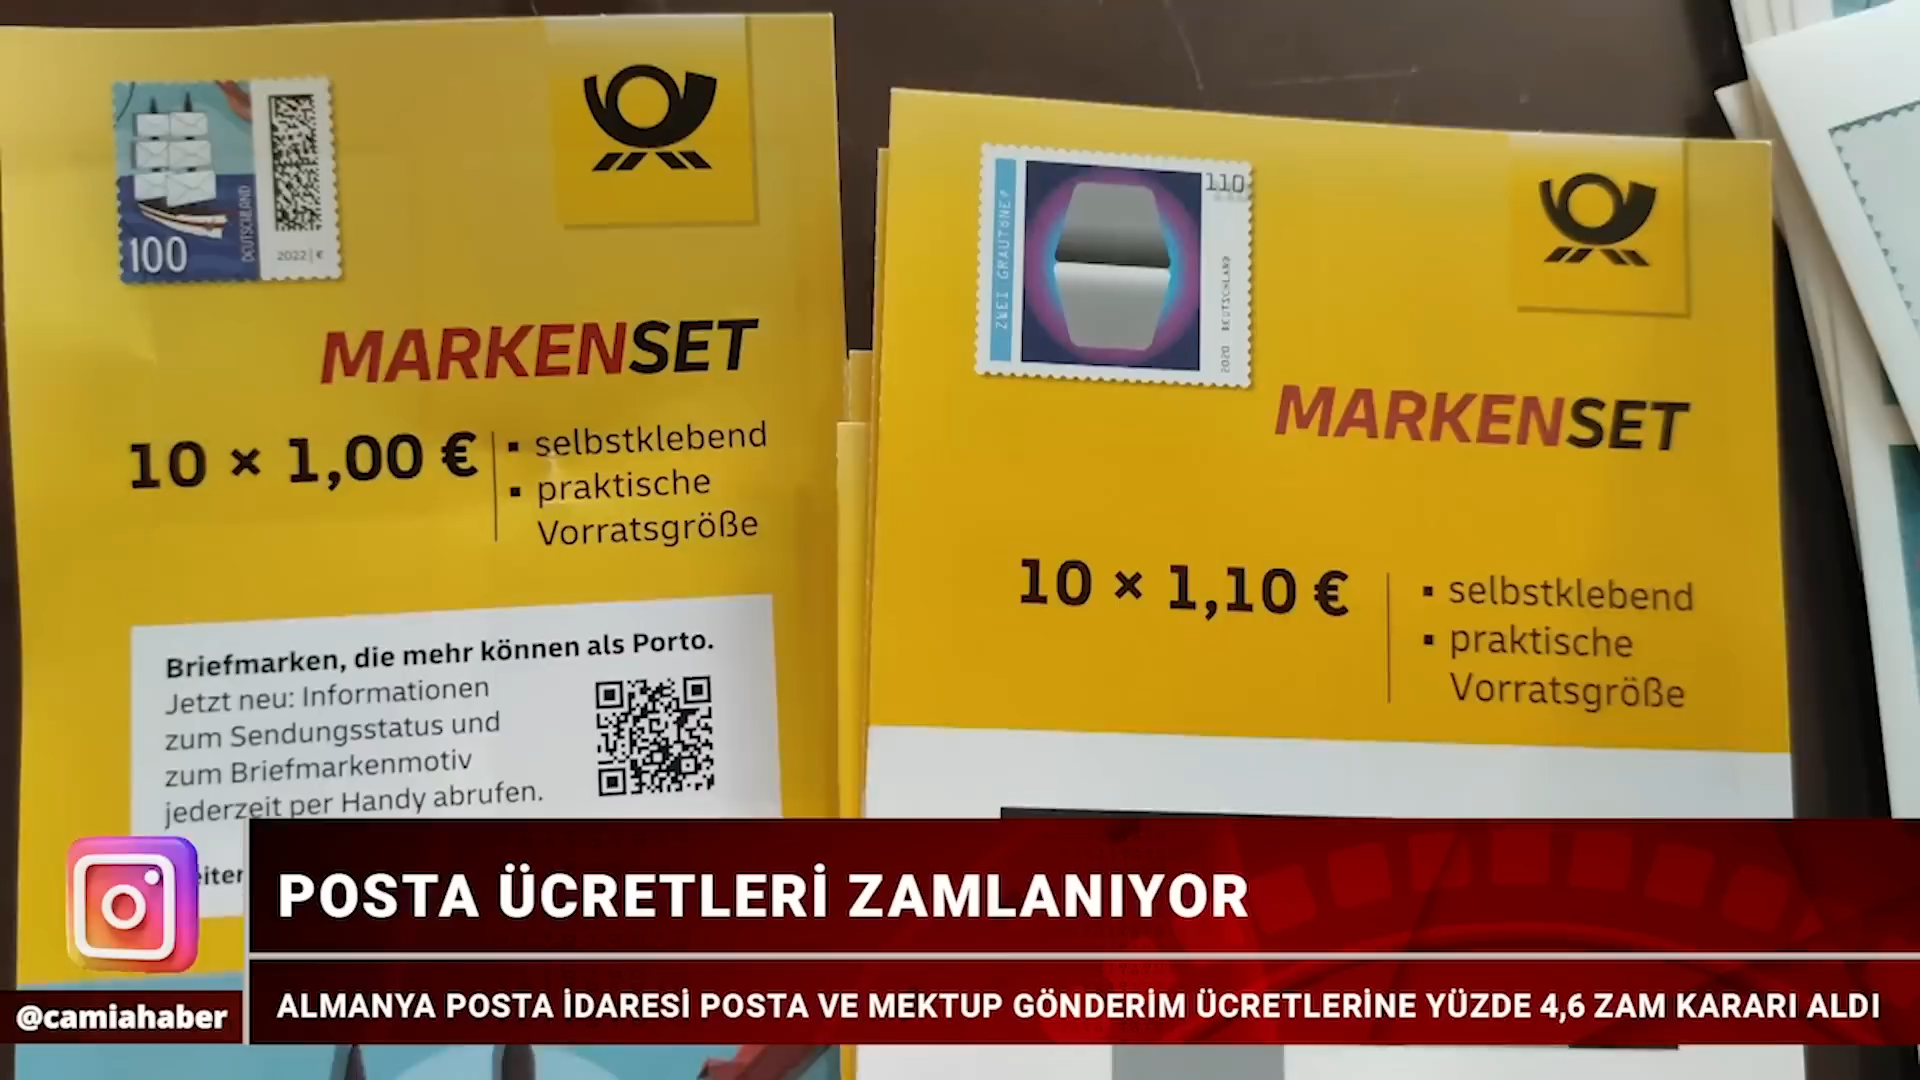 100
DEUTSCHLAND
2022 | €
MARKENSET
10 × 1,00 €
▪ selbstklebend
▪ praktische
Vorratsgröße
Briefmarken, die mehr können als Porto.
Jetzt neu: Informationen
zum Sendungsstatus und
zum Briefmarkenmotiv
jederzeit per Handy abrufen.
ZWEI GRAUTÖNE?
110
2020 DEUTSCHLAND
MARKENSET
10 × 1,10 €
▪ selbstklebend
▪ praktische
Vorratsgröße
POSTA ÜCRETLERİ ZAMLANIYOR
@camiahaber
ALMANYA POSTA İDARESİ POSTA VE MEKTUP GÖNDERİM ÜCRETLERİNE YÜZDE 4,6 ZAM KARARI ALDI